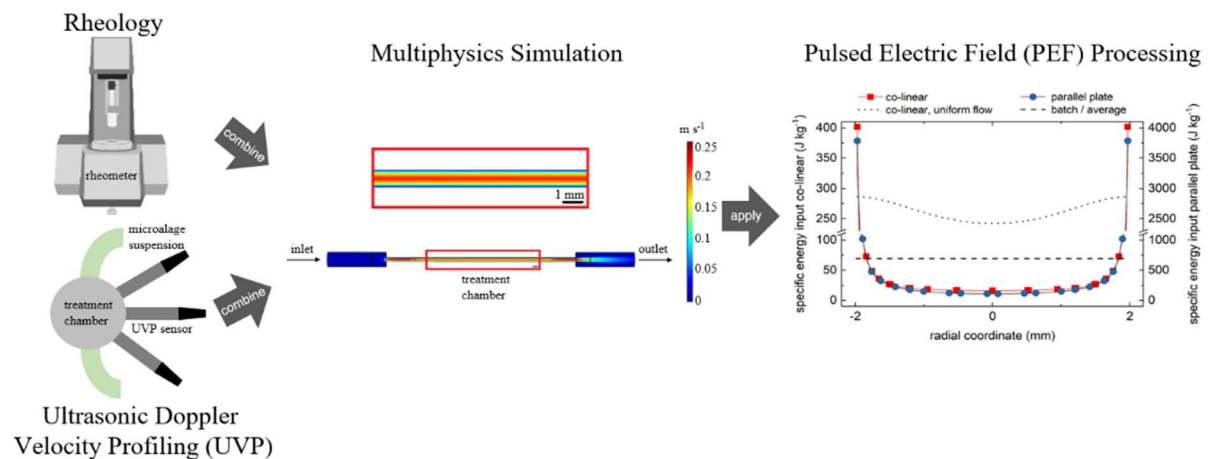 Rheology
rheometer
combine
microalage
suspension
treatment
chamber
UVP sensor
combine
Ultrasonic Doppler
Velocity Profiling (UVP)
Multiphysics Simulation
1 mm
inlet
outlet
treatment
chamber
m s⁻¹
0.25
0.2
0.15
0.1
0.05
0
apply
Pulsed Electric Field (PEF) Processing
co-linear
parallel plate
co-linear, uniform flow
batch / average
specific energy input co-linear (J kg⁻¹)
400
350
300
250
100
50
0
4000
3500
3000
2500
1000
500
0
specific energy input parallel plate (J kg⁻¹)
-2
0
2
radial coordinate (mm)